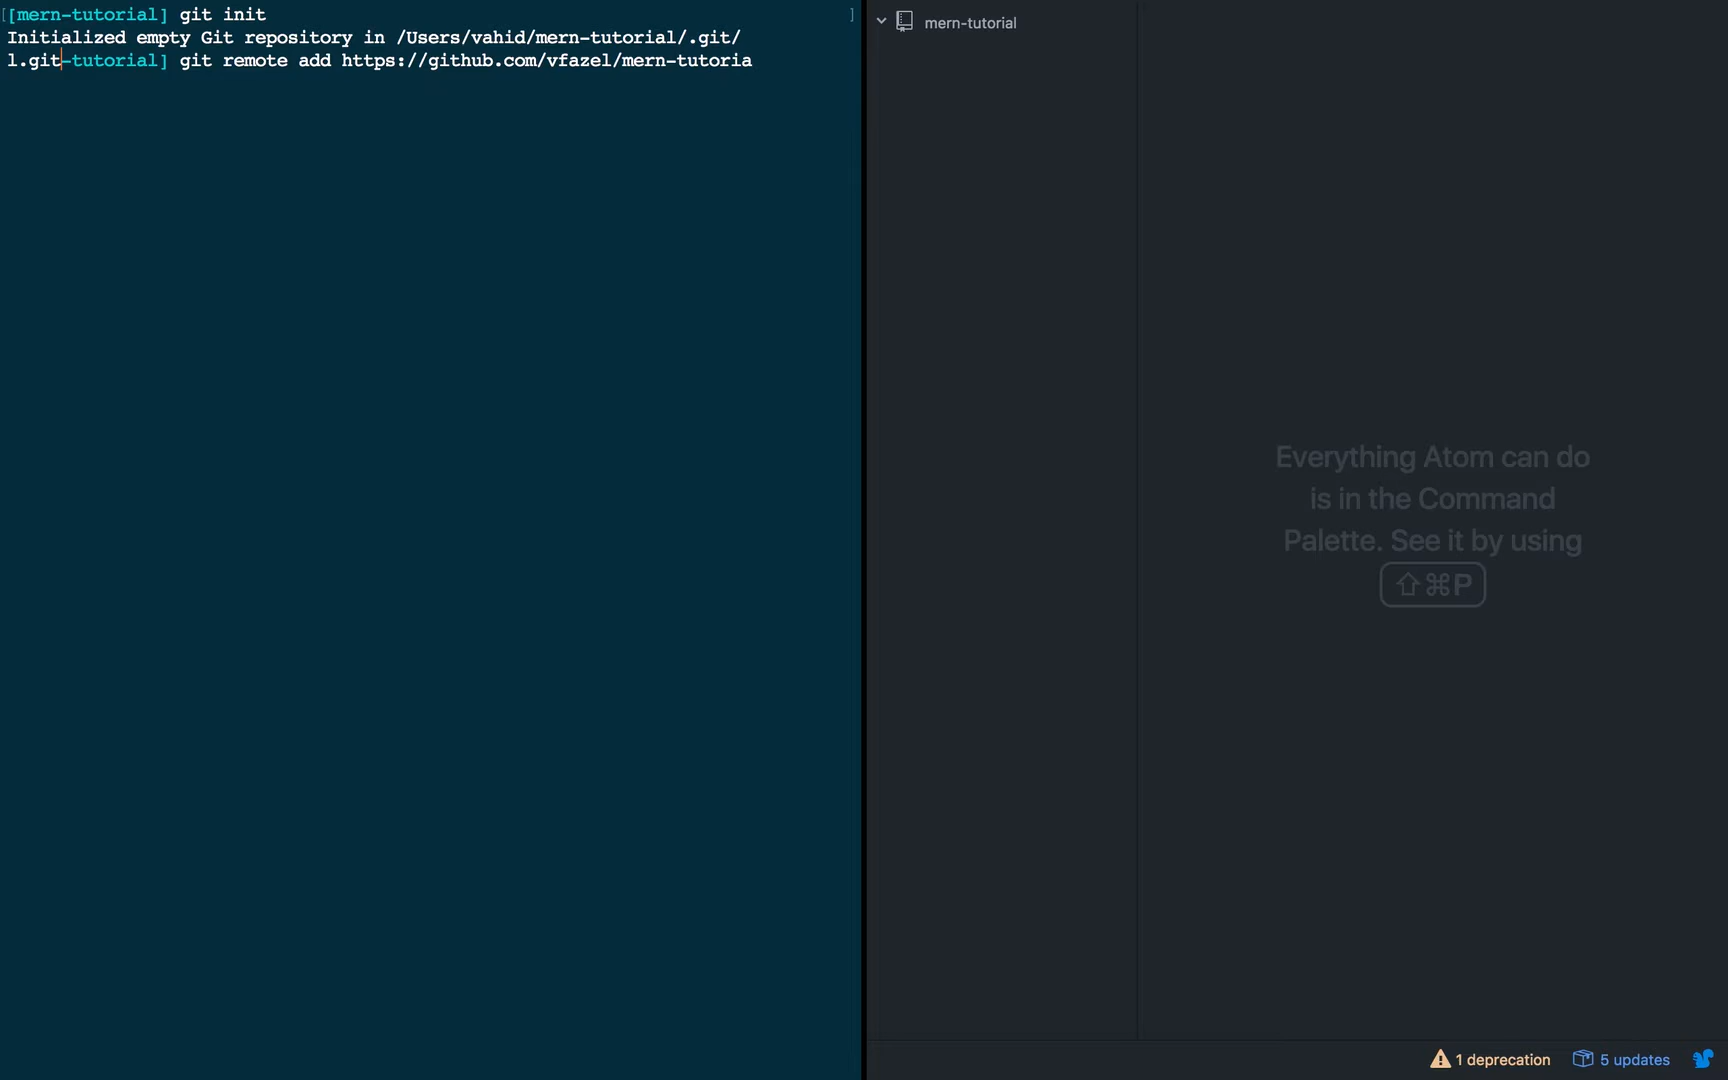 [[mern-tutorial] git init ]
Initialized empty Git repository in /Users/vahid/mern-tutorial/.git/
l.git-tutorial] git remote add https://github.com/vfazel/mern-tutoria
mern-tutorial
Everything Atom can do
is in the Command
Palette. See it by using
⇧⌘P
1 deprecation
5 updates